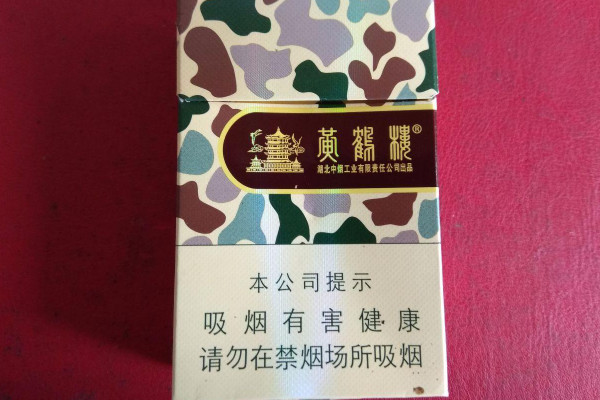 黄鹤楼®
湖北中烟工业有限责任公司出品
本公司提示
吸烟有害健康
请勿在禁烟场所吸烟